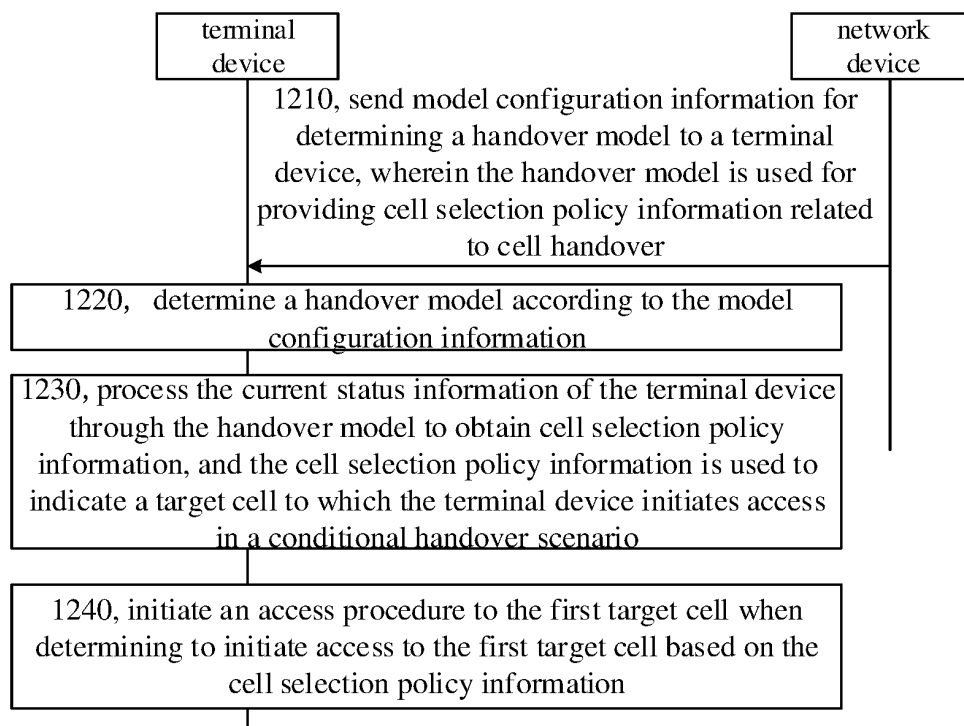 terminal
device
network
device
1210, send model configuration information for
determining a handover model to a terminal
device, wherein the handover model is used for
providing cell selection policy information related
to cell handover
1220, determine a handover model according to the model
configuration information
1230, process the current status information of the terminal device
through the handover model to obtain cell selection policy
information, and the cell selection policy information is used to
indicate a target cell to which the terminal device initiates access
in a conditional handover scenario
1240, initiate an access procedure to the first target cell when
determining to initiate access to the first target cell based on the
cell selection policy information